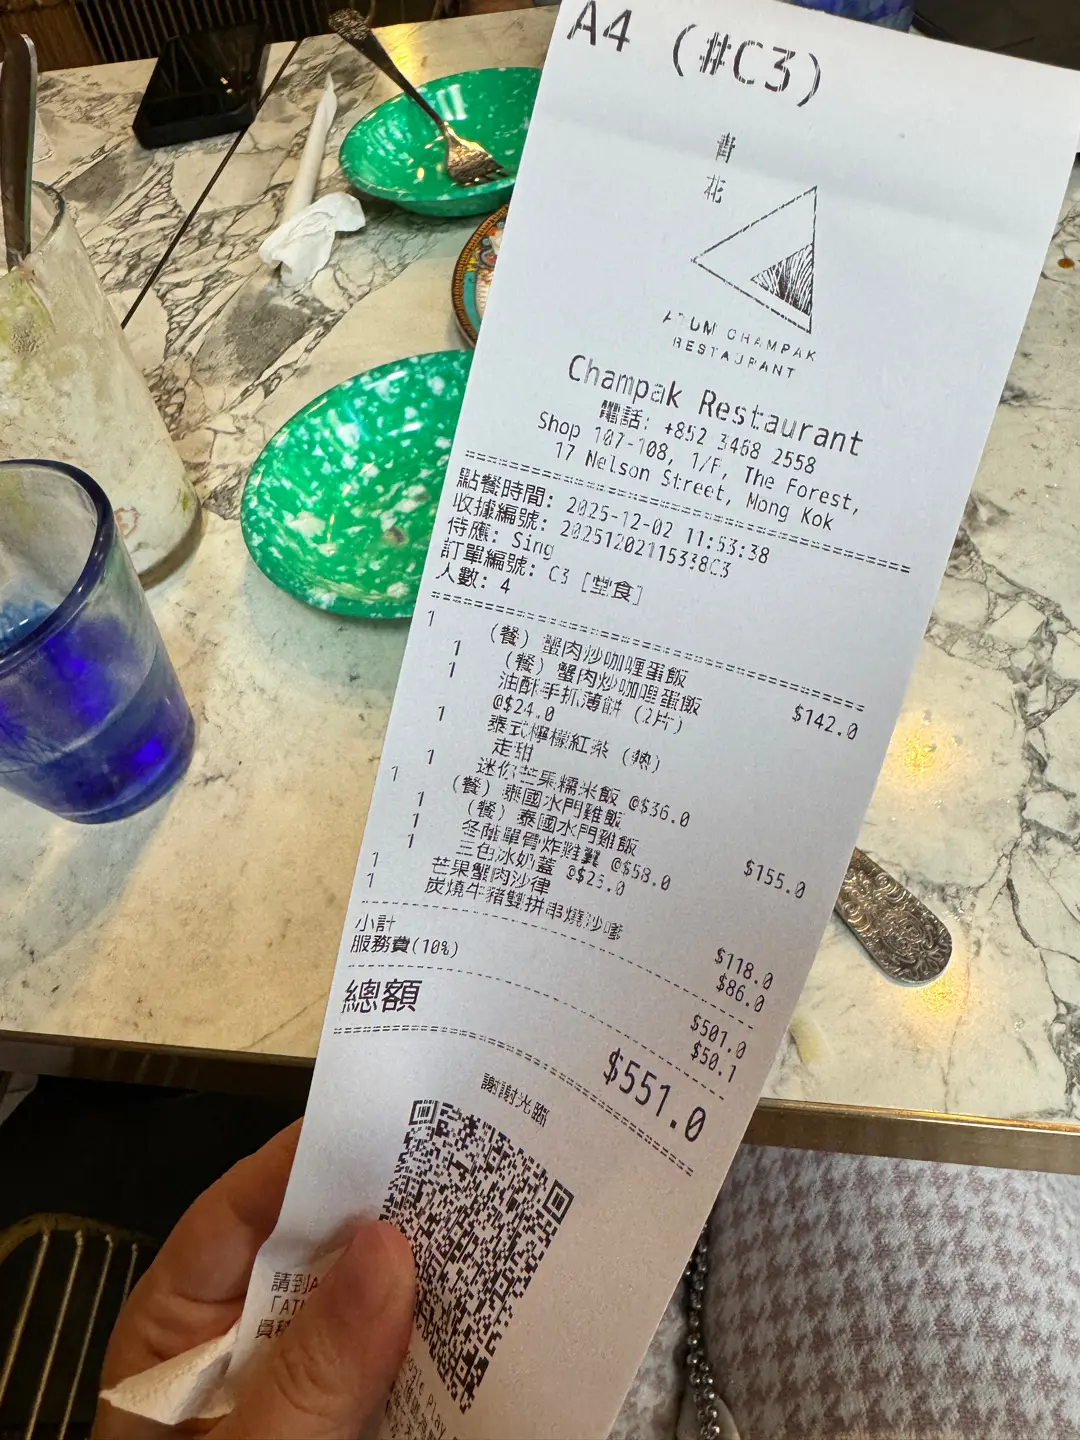 A4 (#C3)
青
花
ATUM CHAMPAK
RESTAURANT
Champak Restaurant
電話: +852 3468 2558
Shop 107-108, 1/F, The Forest,
17 Nelson Street, Mong Kok
點餐時間: 2025-12-02 11:53:38
收據編號: 20251202115338C3
侍應: Sing
訂單編號: C3 [堂食]
人數: 4
1 (餐) 蟹肉炒咖喱蛋飯 $142.0
1 (餐) 蟹肉炒咖喱蛋飯
1 油酥手抓薄餅 (2片)
@$24.0
1 泰式檸檬紅茶 (熱)
走甜
1 迷你芒果糯米飯 @$36.0
1 (餐) 泰國水門雞飯 $155.0
1 (餐) 泰國水門雞飯
1 冬蔭單骨炸雞翼 @$58.0
1 三色冰奶蓋 @$23.0
1 芒果蟹肉沙律 $118.0
1 炭燒牛豬雙拼串燒沙嗲 $86.0
小計 $501.0
服務費(10%) $50.1
總額 $551.0
謝謝光臨
請到A
「AT
員